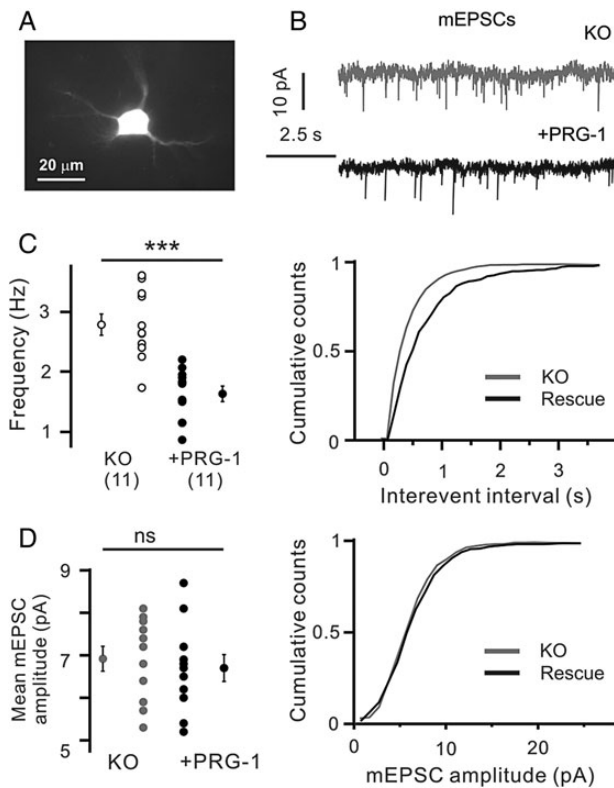 A
20 µm
B
mEPSCs
KO
10 pA
2.5 s
+PRG-1
C
***
Frequency (Hz)
3
2
1
KO
(11)
+PRG-1
(11)
Cumulative counts
1
0.5
0
KO
Rescue
0 1 2 3
Interevent interval (s)
D
ns
Mean mEPSC
amplitude (pA)
9
7
5
KO
+PRG-1
Cumulative counts
1
0.5
0
KO
Rescue
0 10 20
mEPSC amplitude (pA)